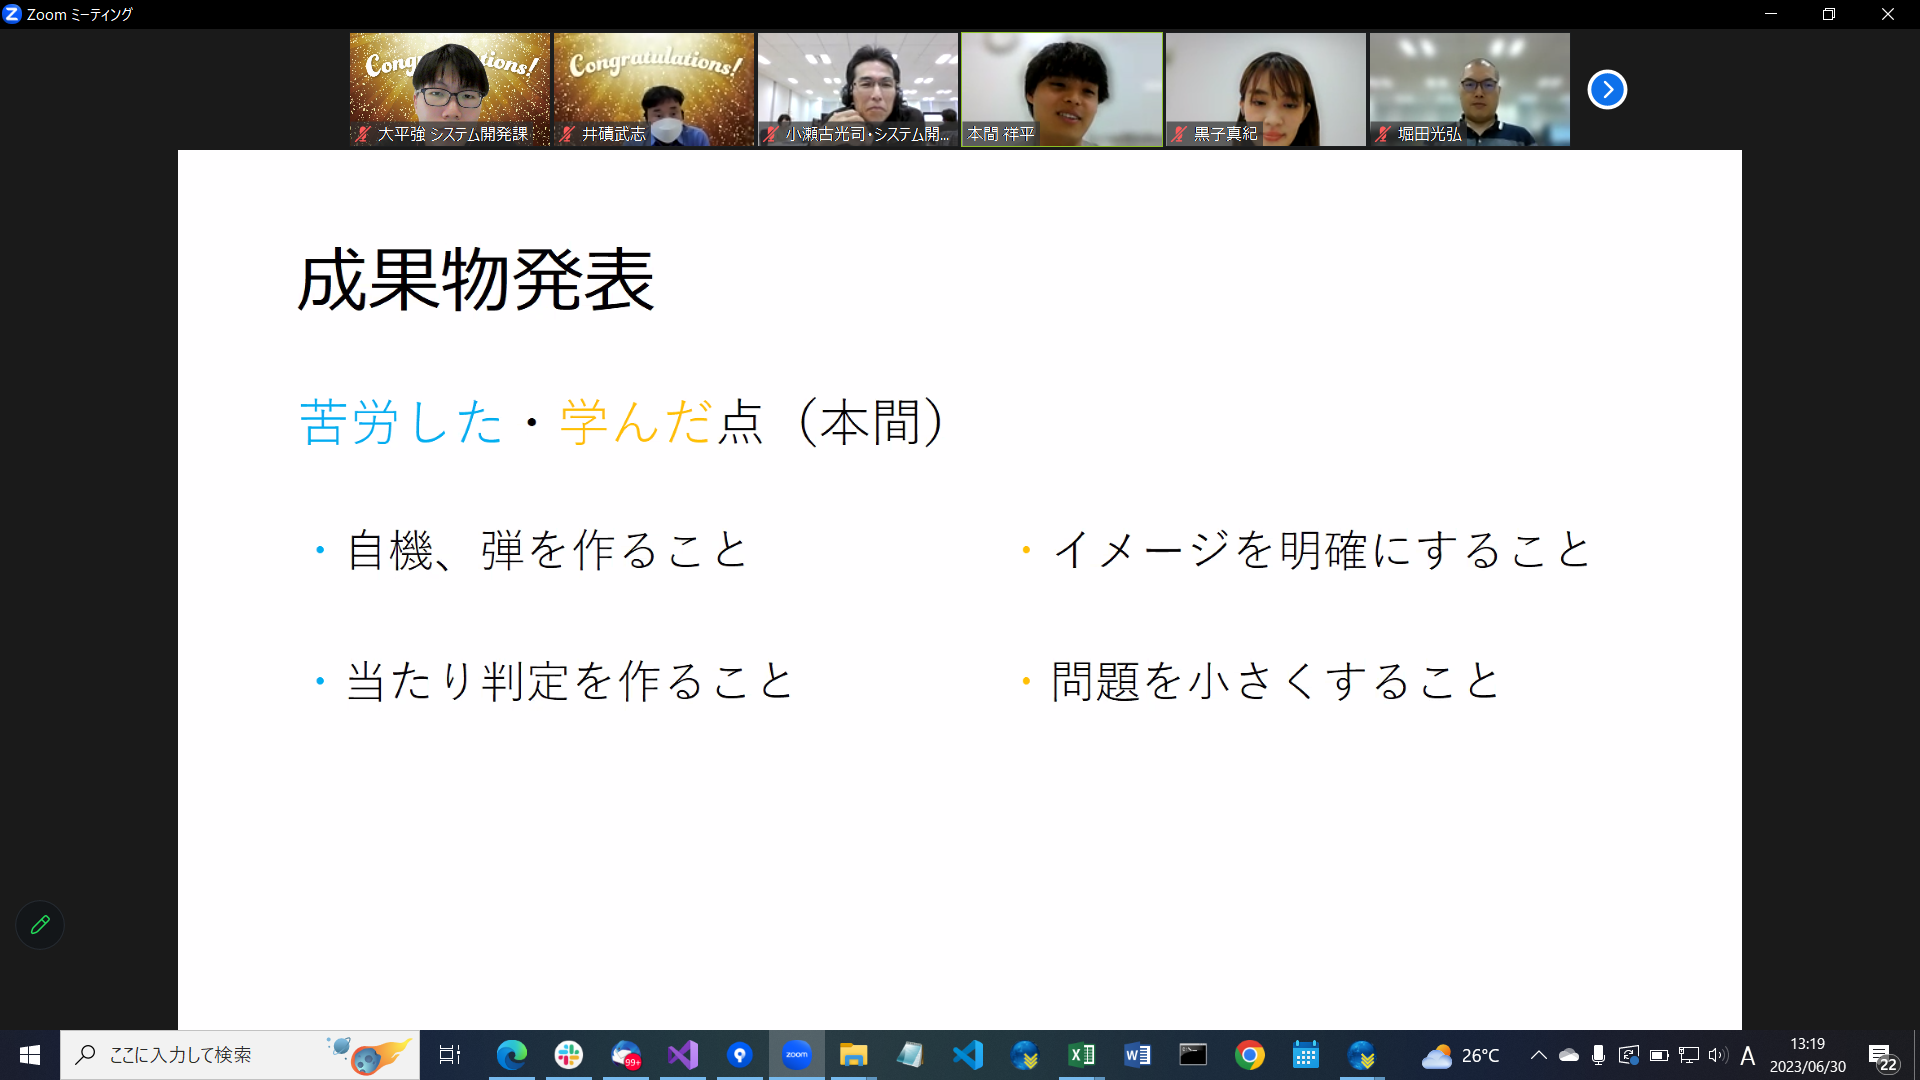 Zoom ミーティング
Congratulations!
Congratulations!
大平強 システム開発課
井磧武志
小瀬古光司・システム開...
本間 祥平
黒子真紀
堀田光弘
成果物発表
苦労した・学んだ点（本間）
・自機、弾を作ること
・イメージを明確にすること
・当たり判定を作ること
・問題を小さくすること
ここに入力して検索
99+
zoom
26°C
A
13:19
2023/06/30
22